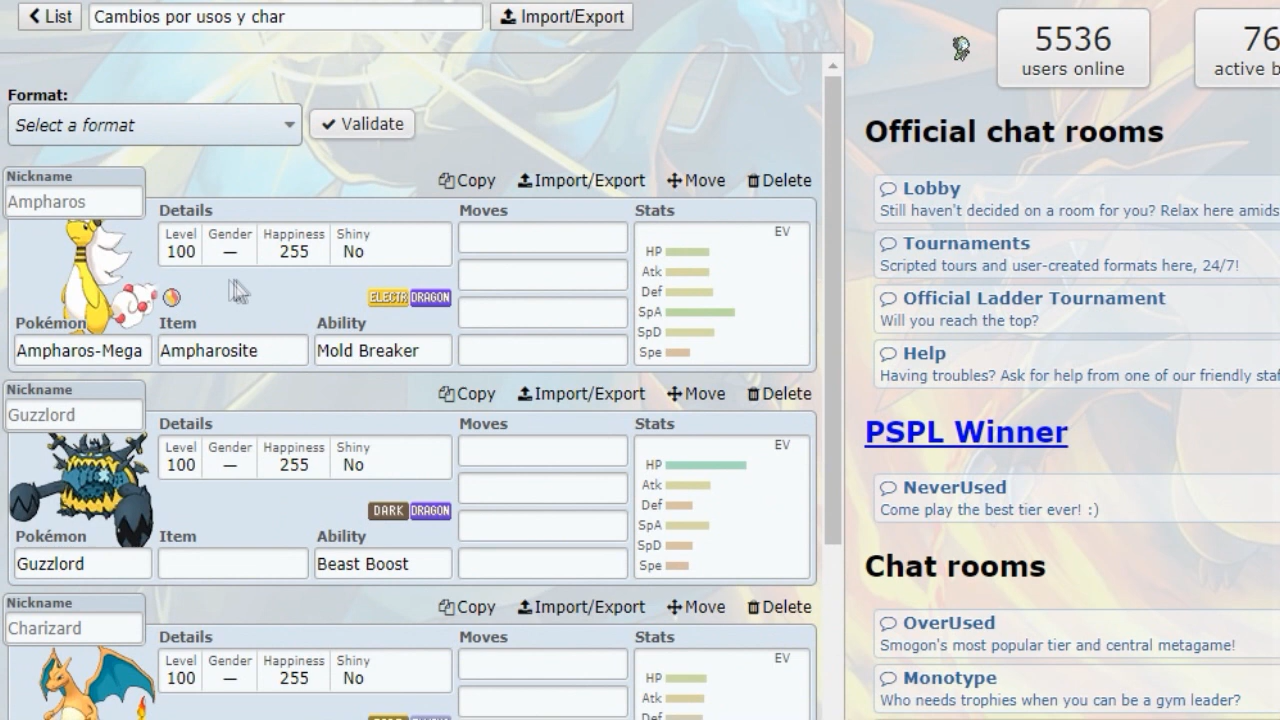 List
Cambios por usos y char
Import/Export
Format:
Select a format
Validate
Nickname
Ampharos
Copy Import/Export Move Delete
Details
Level Gender Happiness Shiny
100 — 255 No
ELECTR DRAGON
Pokémon Item Ability
Ampharos-Mega Ampharosite Mold Breaker
Moves
Stats
EV
HP
Atk
Def
SpA
SpD
Spe
Nickname
Guzzlord
Copy Import/Export Move Delete
Details
Level Gender Happiness Shiny
100 — 255 No
DARK DRAGON
Pokémon Item Ability
Guzzlord Beast Boost
Moves
Stats
EV
HP
Atk
Def
SpA
SpD
Spe
Nickname
Charizard
Copy Import/Export Move Delete
Details
Level Gender Happiness Shiny
100 — 255 No
Moves
Stats
EV
HP
Atk
Def
5536
users online
76
active b
Official chat rooms
Lobby
Still haven't decided on a room for you? Relax here amids
Tournaments
Scripted tours and user-created formats here, 24/7!
Official Ladder Tournament
Will you reach the top?
Help
Having troubles? Ask for help from one of our friendly staf
PSPL Winner
NeverUsed
Come play the best tier ever! :)
Chat rooms
OverUsed
Smogon's most popular tier and central metagame!
Monotype
Who needs trophies when you can be a gym leader?